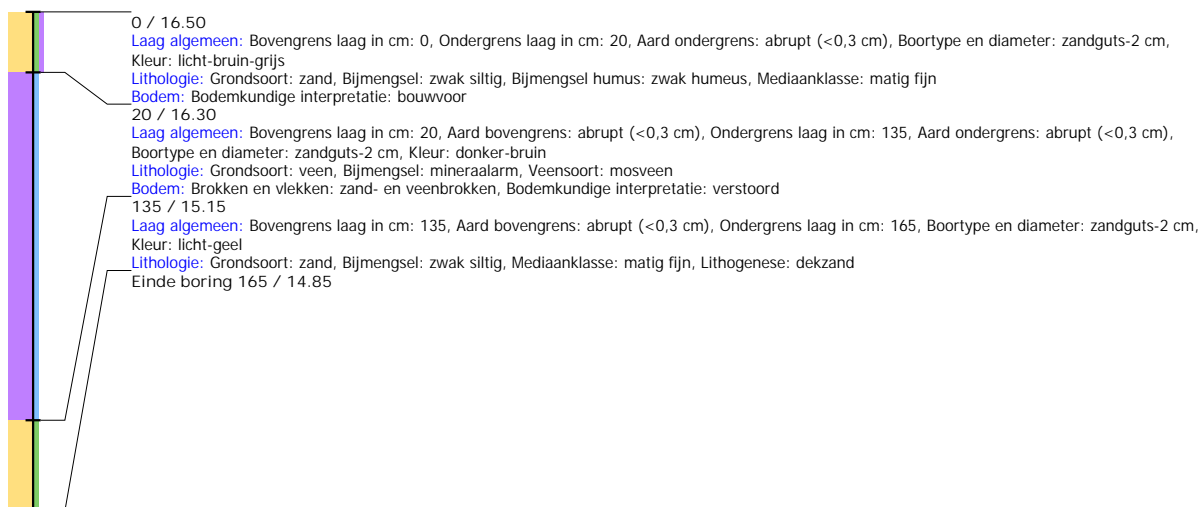 0 / 16.50
Laag algemeen: Bovengrens laag in cm: 0, Ondergrens laag in cm: 20, Aard ondergrens: abrupt (<0,3 cm), Boortype en diameter: zandguts-2 cm,
Kleur: licht-bruin-grijs
Lithologie: Grondsoort: zand, Bijmengsel: zwak siltig, Bijmengsel humus: zwak humeus, Mediaanklasse: matig fijn
Bodem: Bodemkundige interpretatie: bouwvoor
20 / 16.30
Laag algemeen: Bovengrens laag in cm: 20, Aard bovengrens: abrupt (<0,3 cm), Ondergrens laag in cm: 135, Aard ondergrens: abrupt (<0,3 cm),
Boortype en diameter: zandguts-2 cm, Kleur: donker-bruin
Lithologie: Grondsoort: veen, Bijmengsel: mineraalarm, Veensoort: mosveen
Bodem: Brokken en vlekken: zand- en veenbrokken, Bodemkundige interpretatie: verstoord
135 / 15.15
Laag algemeen: Bovengrens laag in cm: 135, Aard bovengrens: abrupt (<0,3 cm), Ondergrens laag in cm: 165, Boortype en diameter: zandguts-2 cm,
Kleur: licht-geel
Lithologie: Grondsoort: zand, Bijmengsel: zwak siltig, Mediaanklasse: matig fijn, Lithogenese: dekzand
Einde boring 165 / 14.85